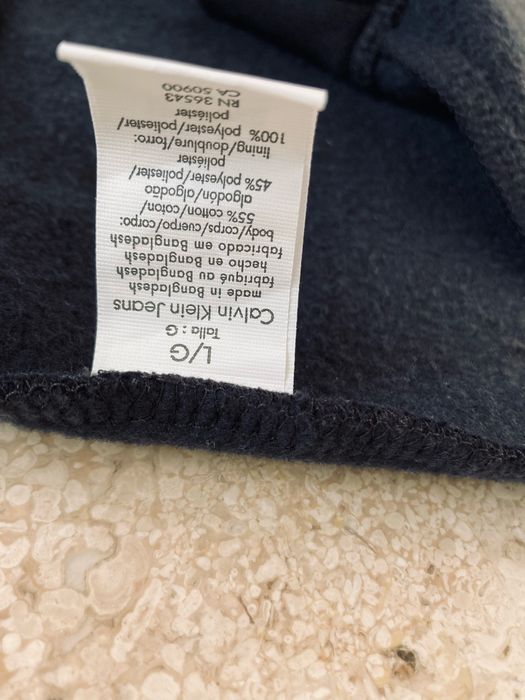 L/G
Talla : G
Calvin Klein Jeans
made in Bangladesh
fabriqué au Bangladesh
hecho en Bangladesh
fabricado em Bangladesh
body/corps/cuerpo/corpo:
55% cotton/coton/
algodón/algodão
45% polyester/poliester/
poliéster
lining/doublure/forro:
100% polyester/poliester/
poliéster
RN 36543
CA 50900